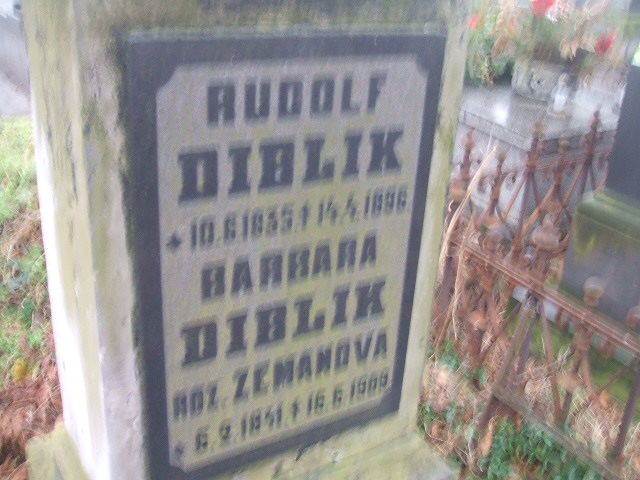 RUDOLF
DIBLIK
* 10.6.1855. + 14.4.1896.
BARBARA
DIBLIK
ROZ. ZEMANOVA
* 6.9.1851. + 16.6.1909.